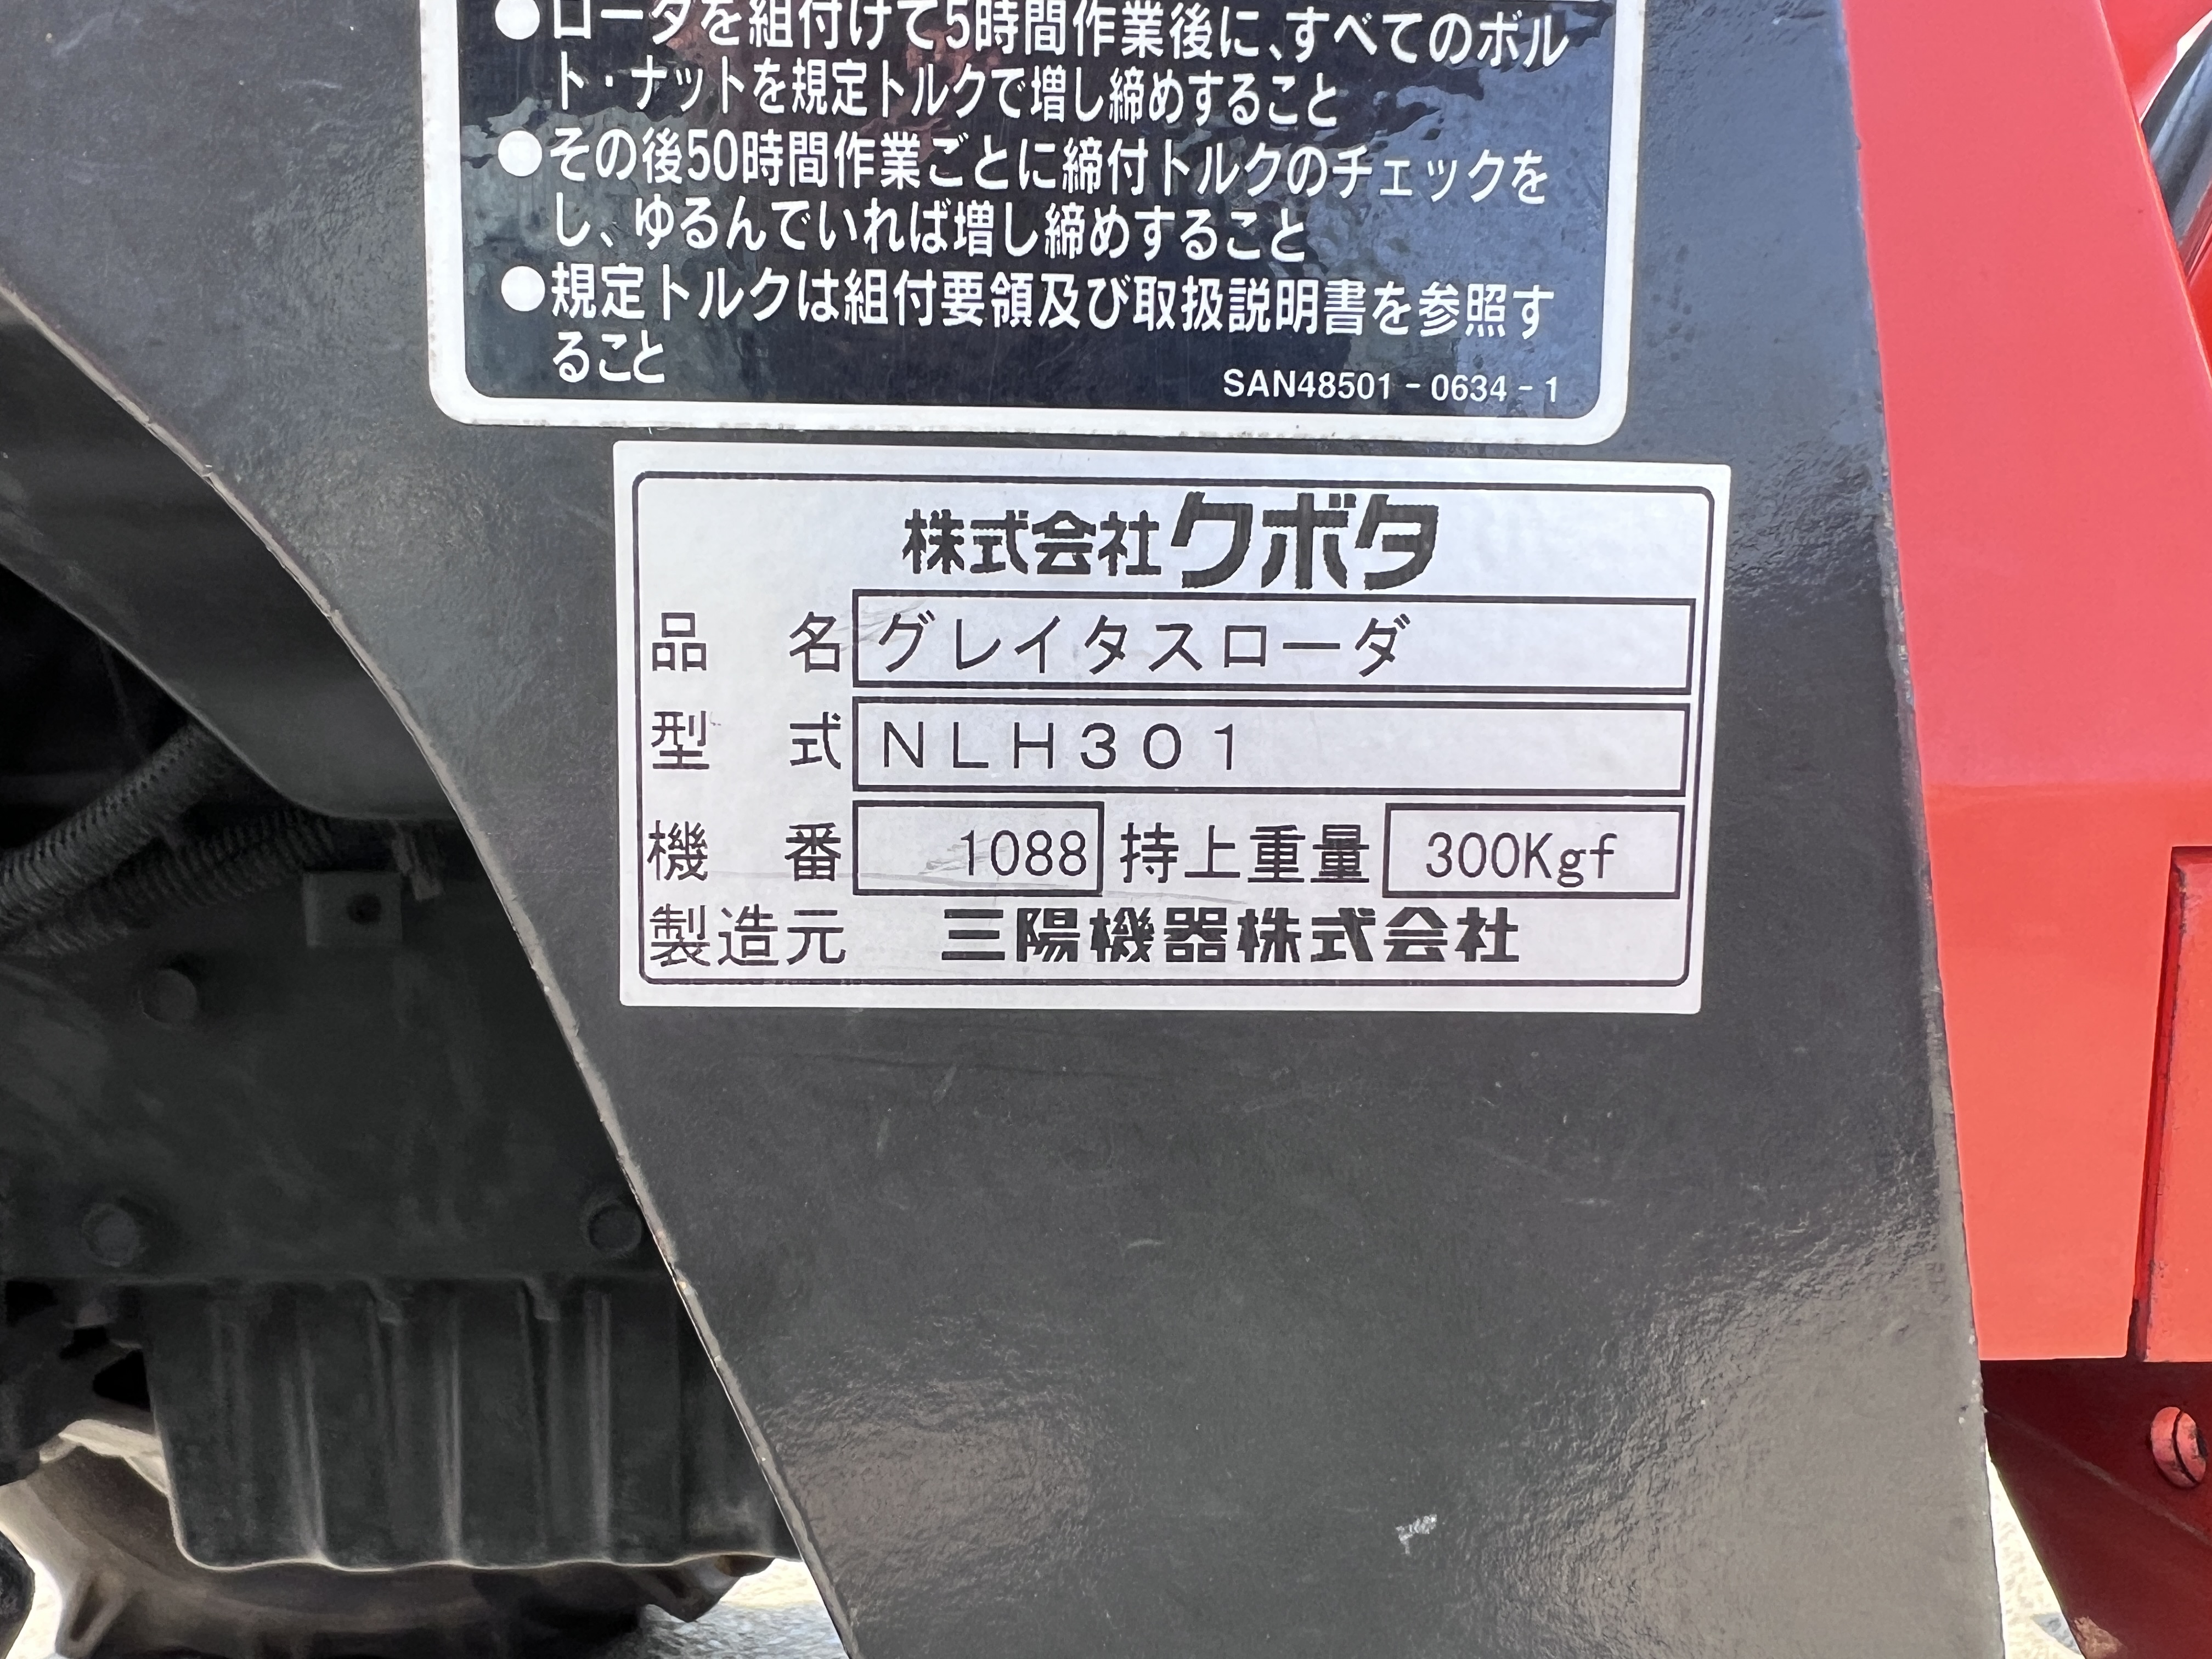 ●ロータを組付けて5時間作業後に、すべてのボル
ト・ナットを規定トルクで増し締めすること
●その後50時間作業ごとに締付トルクのチェックを
し、ゆるんでいれば増し締めすること
●規定トルクは組付要領及び取扱説明書を参照す
ること
SAN48501-0634-1
株式会社クボタ
品名 グレイタスローダ
型式 NLH301
機番 1088 持上重量 300Kgf
製造元 三陽機器株式会社